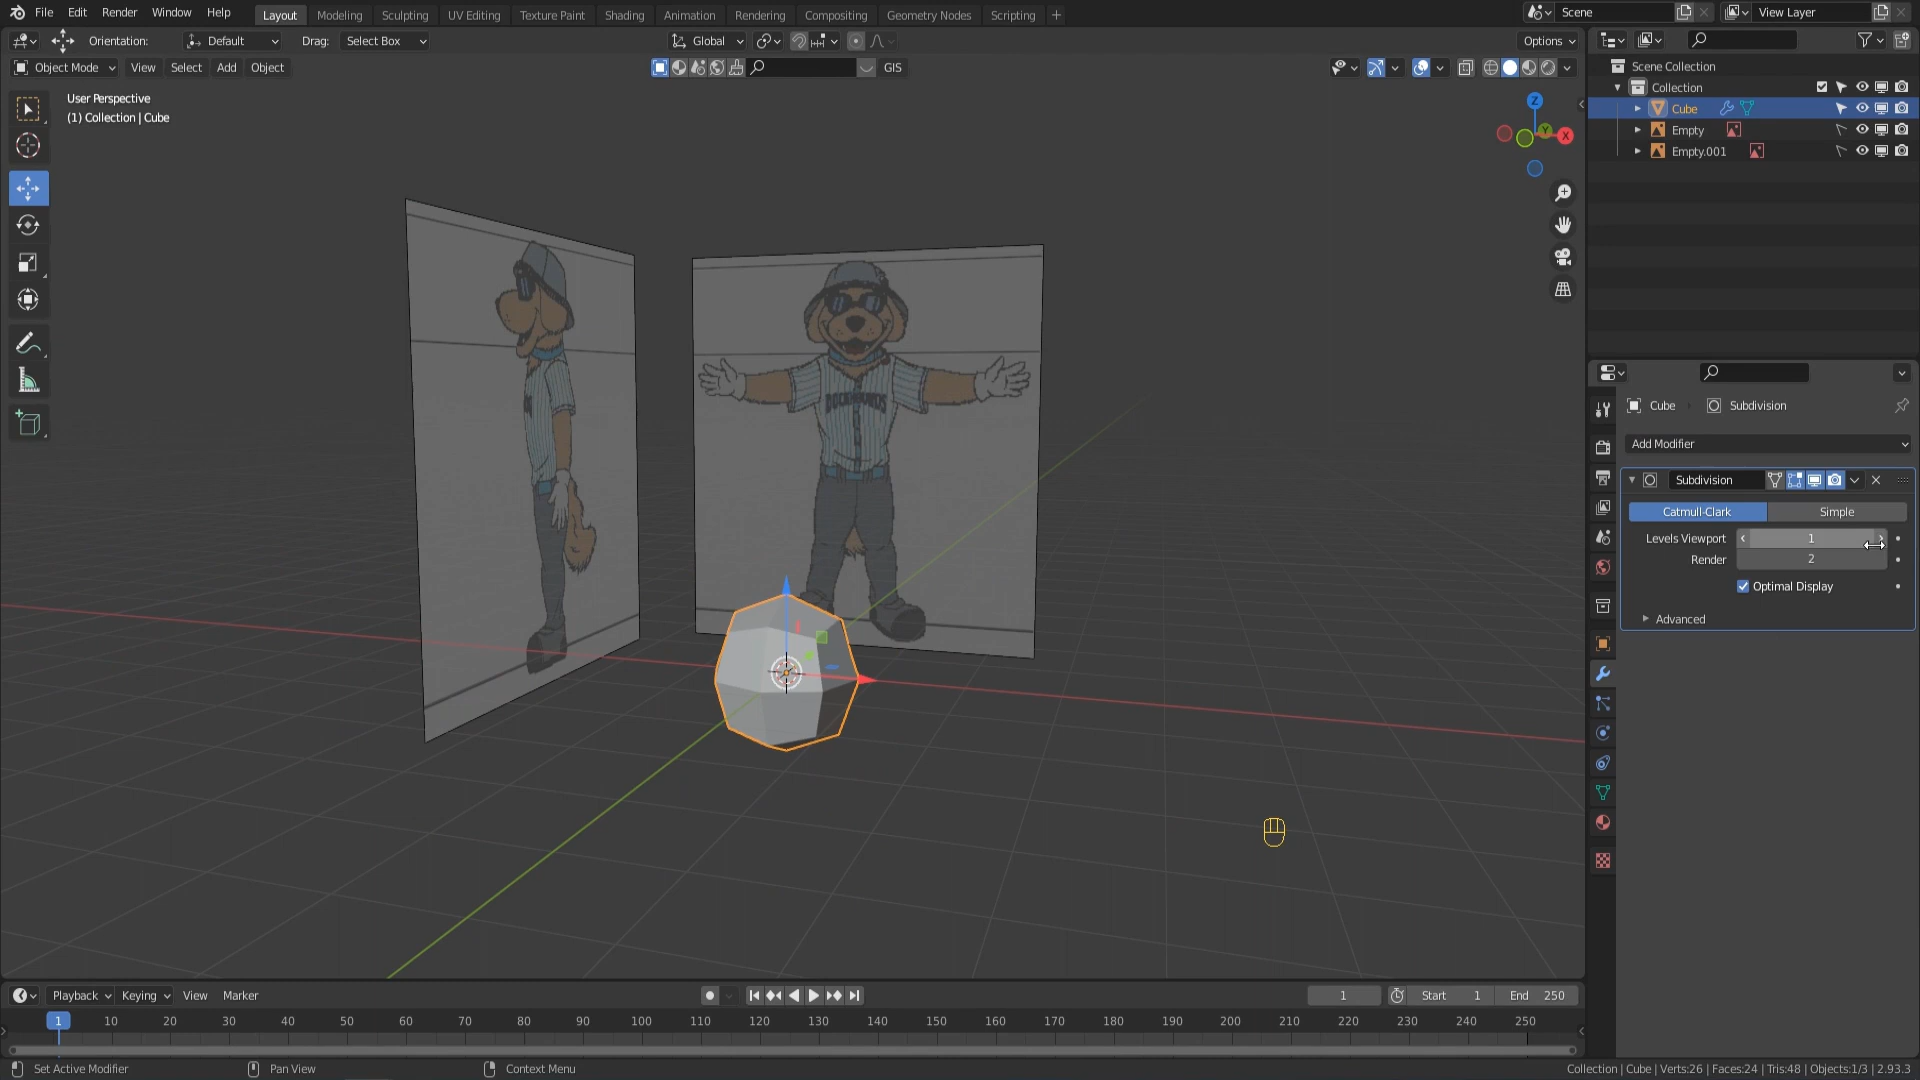 File Edit Render Window Help Layout Modeling Sculpting UV Editing Texture Paint Shading Animation Rendering Compositing Geometry Nodes Scripting + Scene View Layer
Orientation: Default Drag: Select Box Global Options
Object Mode View Select Add Object GIS
User Perspective
(1) Collection | Cube
Z
Y
X
Scene Collection
Collection
Cube
Empty
Empty.001
Cube Subdivision
Add Modifier
Subdivision
Catmull-Clark Simple
Levels Viewport 1
Render 2
Optimal Display
Advanced
Playback Keying View Marker 1 Start 1 End 250
1 10 20 30 40 50 60 70 80 90 100 110 120 130 140 150 160 170 180 190 200 210 220 230 240 250
Set Active Modifier Pan View Context Menu Collection | Cube | Verts:26 | Faces:24 | Tris:48 | Objects:1/3 | 2.93.3